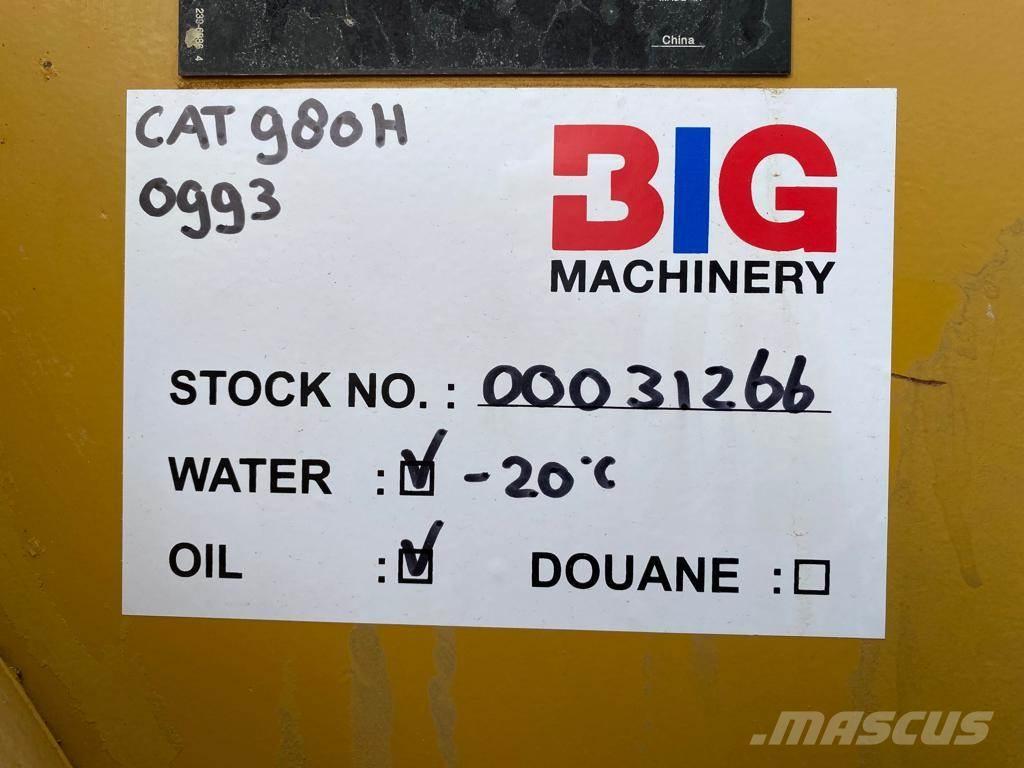 China
CAT 980H
0993
BIG
MACHINERY
STOCK NO. : 00031266
WATER : ☑ -20°C
OIL : ☑ DOUANE : ☐
.MASCUS